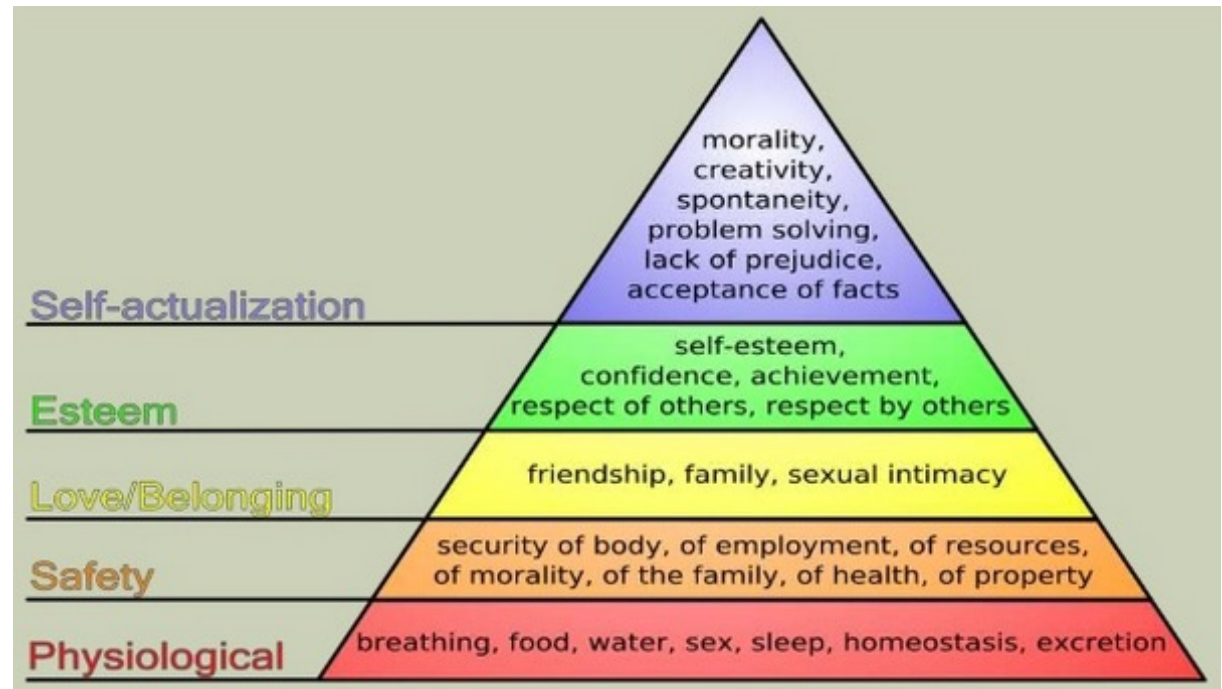 morality,
creativity,
spontaneity,
problem solving,
lack of prejudice,
acceptance of facts
Self-actualization
self-esteem,
confidence, achievement,
respect of others, respect by others
Esteem
friendship, family, sexual intimacy
Love/Belonging
security of body, of employment, of resources,
of morality, of the family, of health, of property
Safety
breathing, food, water, sex, sleep, homeostasis, excretion
Physiological